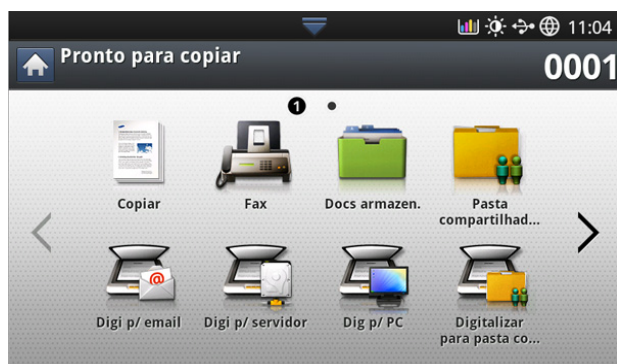 11:04
Pronto para copiar
0001
1
Copiar
Fax
Docs armazen.
Pasta
compartilhad...
Digi p/ email
Digi p/ servidor
Dig p/ PC
Digitalizar
para pasta co...